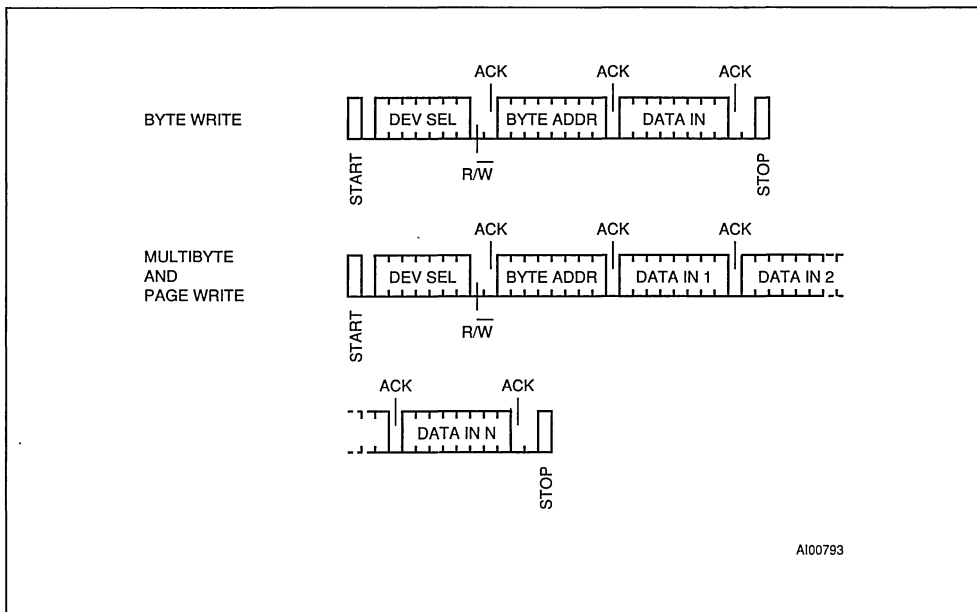 ACK ACK ACK
BYTE WRITE DEV SEL BYTE ADDR DATA IN
START R/W̅ STOP
ACK ACK ACK
MULTIBYTE
AND
PAGE WRITE
DEV SEL BYTE ADDR DATA IN 1 DATA IN 2
START R/W̅
ACK ACK
DATA IN N
STOP
AI00793